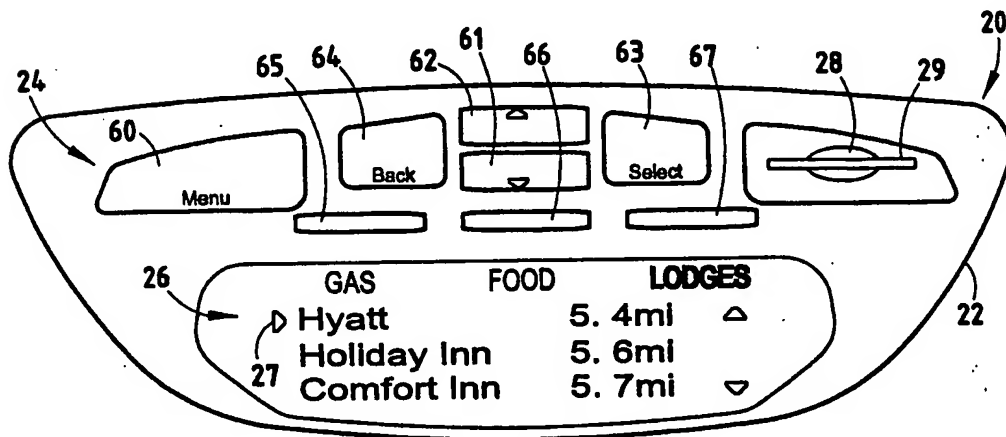 61
62
66
20
64
63
67
28
29
65
24
60
Back
Select
Menu
22
26
GAS FOOD LODGES
Hyatt 5. 4mi
27
Holiday Inn 5. 6mi
Comfort Inn 5. 7mi